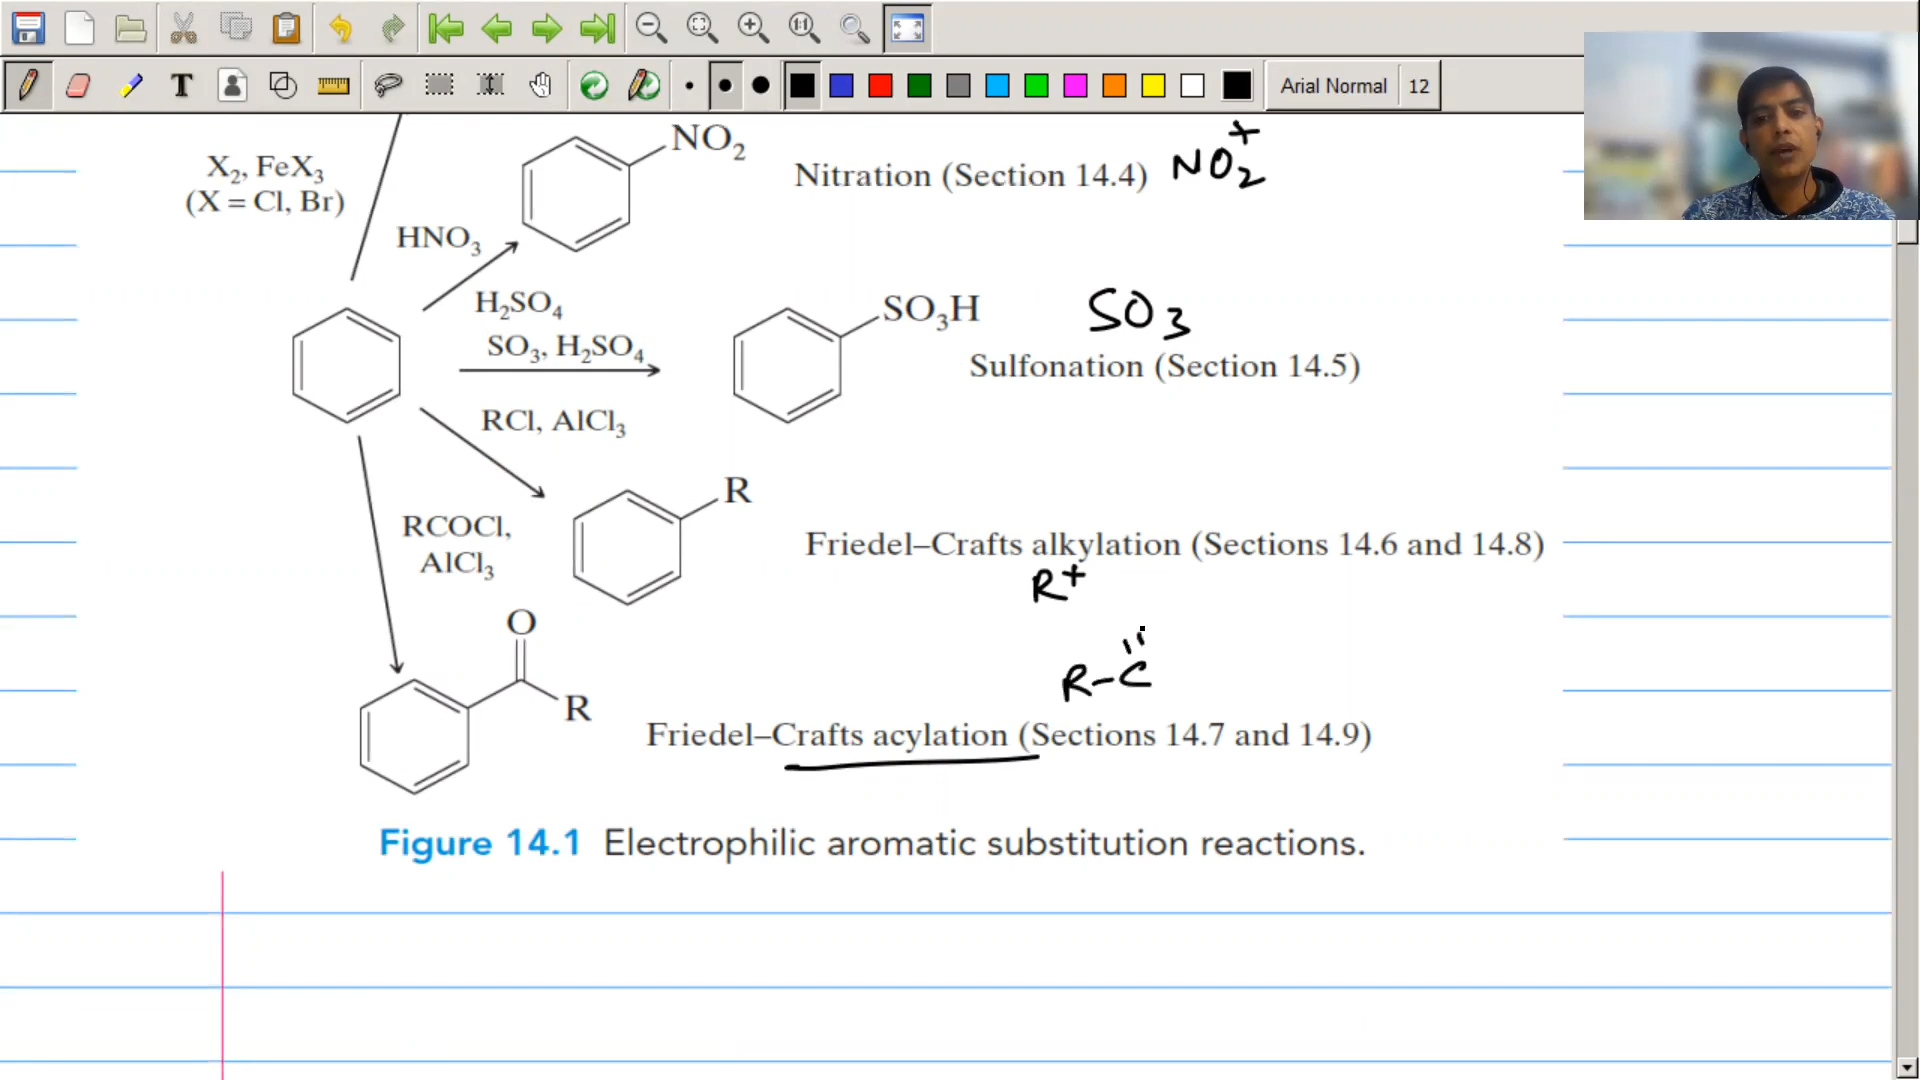 1:1
T
Arial Normal 12
X₂, FeX₃
(X = Cl, Br)
HNO₃
H₂SO₄
NO₂
Nitration (Section 14.4)
NO₂⁺
SO₃, H₂SO₄
SO₃H
SO₃
Sulfonation (Section 14.5)
RCl, AlCl₃
R
Friedel–Crafts alkylation (Sections 14.6 and 14.8)
R⁺
RCOCl,
AlCl₃
O
R
R–C
Friedel–Crafts acylation (Sections 14.7 and 14.9)
Figure 14.1 Electrophilic aromatic substitution reactions.